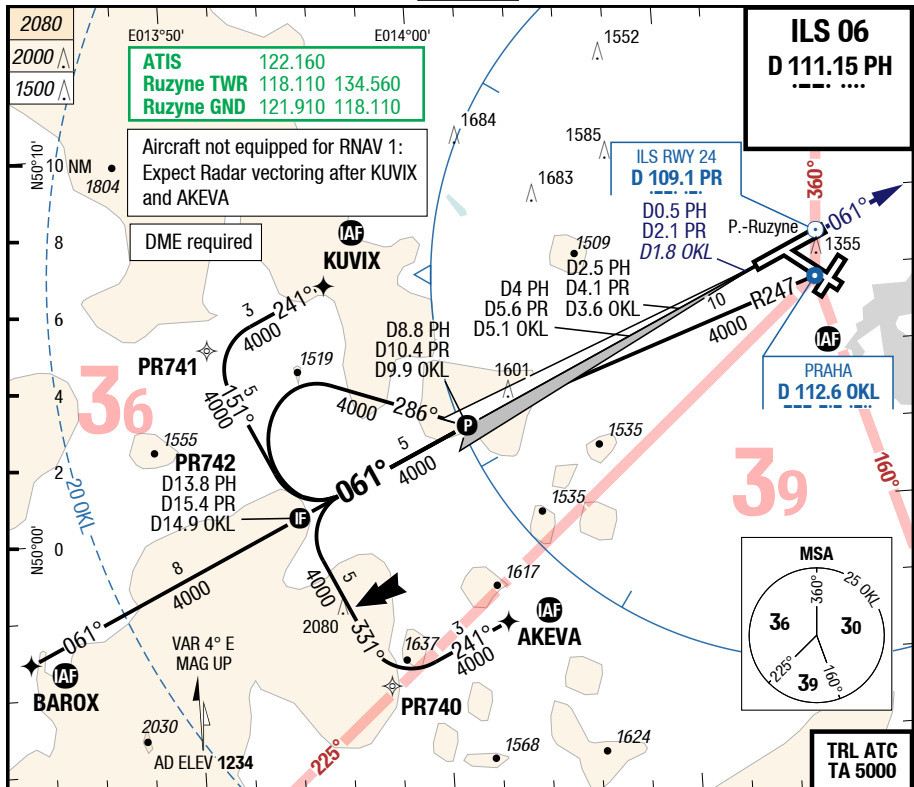 2080
2000
1500
E013°50'
E014°00'
ATIS 122.160
Ruzyne TWR 118.110 134.560
Ruzyne GND 121.910 118.110
Aircraft not equipped for RNAV 1:
Expect Radar vectoring after KUVIX
and AKEVA
DME required
ILS 06
D 111.15 PH
1552
1684
1585
1683
ILS RWY 24
D 109.1 PR
360°
061°
N50°10'
10 NM
1804
8
6
4
2
0
N50°00'
IAF
KUVIX
241°
3
4000
PR741
5
151°
4000
1519
36
1555
PR742
D13.8 PH
D15.4 PR
D14.9 OKL
IF
20 OKL
D8.8 PH
D10.4 PR
D9.9 OKL
4000
286°
P
1601
D4 PH
D5.6 PR
D5.1 OKL
1509
D2.5 PH
D4.1 PR
D3.6 OKL
D0.5 PH
D2.1 PR
D1.8 OKL
P.-Ruzyne
1355
10
4000
R247
IAF
PRAHA
D 112.6 OKL
160°
061°
5
4000
1535
1535
39
1617
8
061°
4000
IAF
BAROX
5
4000
2080
331°
1637
3
241°
4000
IAF
AKEVA
PR740
VAR 4° E
MAG UP
2030
AD ELEV 1234
225°
1568
1624
MSA
25 OKL
360°
36
30
225°
160°
39
TRL ATC
TA 5000